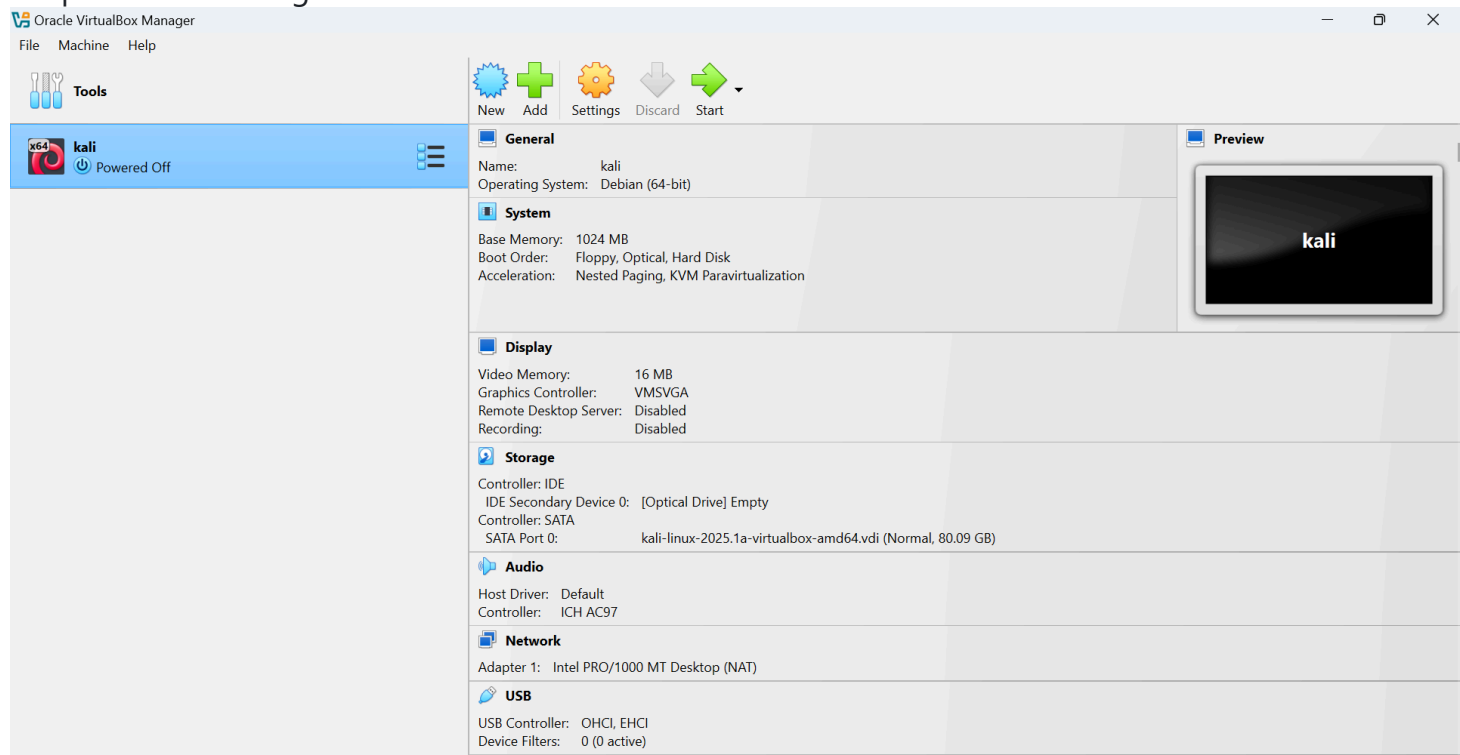 Oracle VirtualBox Manager
File Machine Help
Tools
New Add Settings Discard Start
x64
kali
Powered Off
General
Name: kali
Operating System: Debian (64-bit)
System
Base Memory: 1024 MB
Boot Order: Floppy, Optical, Hard Disk
Acceleration: Nested Paging, KVM Paravirtualization
Preview
kali
Display
Video Memory: 16 MB
Graphics Controller: VMSVGA
Remote Desktop Server: Disabled
Recording: Disabled
Storage
Controller: IDE
IDE Secondary Device 0: [Optical Drive] Empty
Controller: SATA
SATA Port 0: kali-linux-2025.1a-virtualbox-amd64.vdi (Normal, 80.09 GB)
Audio
Host Driver: Default
Controller: ICH AC97
Network
Adapter 1: Intel PRO/1000 MT Desktop (NAT)
USB
USB Controller: OHCI, EHCI
Device Filters: 0 (0 active)